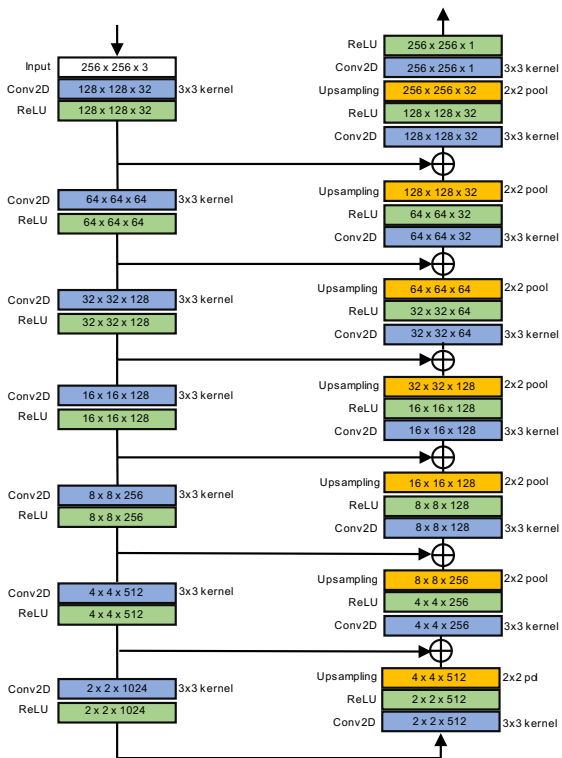 Input 256 x 256 x 3
Conv2D 128 x 128 x 32 3x3 kernel
ReLU 128 x 128 x 32
Conv2D 64 x 64 x 64 3x3 kernel
ReLU 64 x 64 x 64
Conv2D 32 x 32 x 128 3x3 kernel
ReLU 32 x 32 x 128
Conv2D 16 x 16 x 128 3x3 kernel
ReLU 16 x 16 x 128
Conv2D 8 x 8 x 256 3x3 kernel
ReLU 8 x 8 x 256
Conv2D 4 x 4 x 512 3x3 kernel
ReLU 4 x 4 x 512
Conv2D 2 x 2 x 1024 3x3 kernel
ReLU 2 x 2 x 1024
ReLU 256 x 256 x 1
Conv2D 256 x 256 x 1 3x3 kernel
Upsampling 256 x 256 x 32 2x2 pool
ReLU 128 x 128 x 32
Conv2D 128 x 128 x 32 3x3 kernel
Upsampling 128 x 128 x 32 2x2 pool
ReLU 64 x 64 x 32
Conv2D 64 x 64 x 32 3x3 kernel
Upsampling 64 x 64 x 64 2x2 pool
ReLU 32 x 32 x 64
Conv2D 32 x 32 x 64 3x3 kernel
Upsampling 32 x 32 x 128 2x2 pool
ReLU 16 x 16 x 128
Conv2D 16 x 16 x 128 3x3 kernel
Upsampling 16 x 16 x 128 2x2 pool
ReLU 8 x 8 x 128
Conv2D 8 x 8 x 128 3x3 kernel
Upsampling 8 x 8 x 256 2x2 pool
ReLU 4 x 4 x 256
Conv2D 4 x 4 x 256 3x3 kernel
Upsampling 4 x 4 x 512 2x2 pol
ReLU 2 x 2 x 512
Conv2D 2 x 2 x 512 3x3 kernel